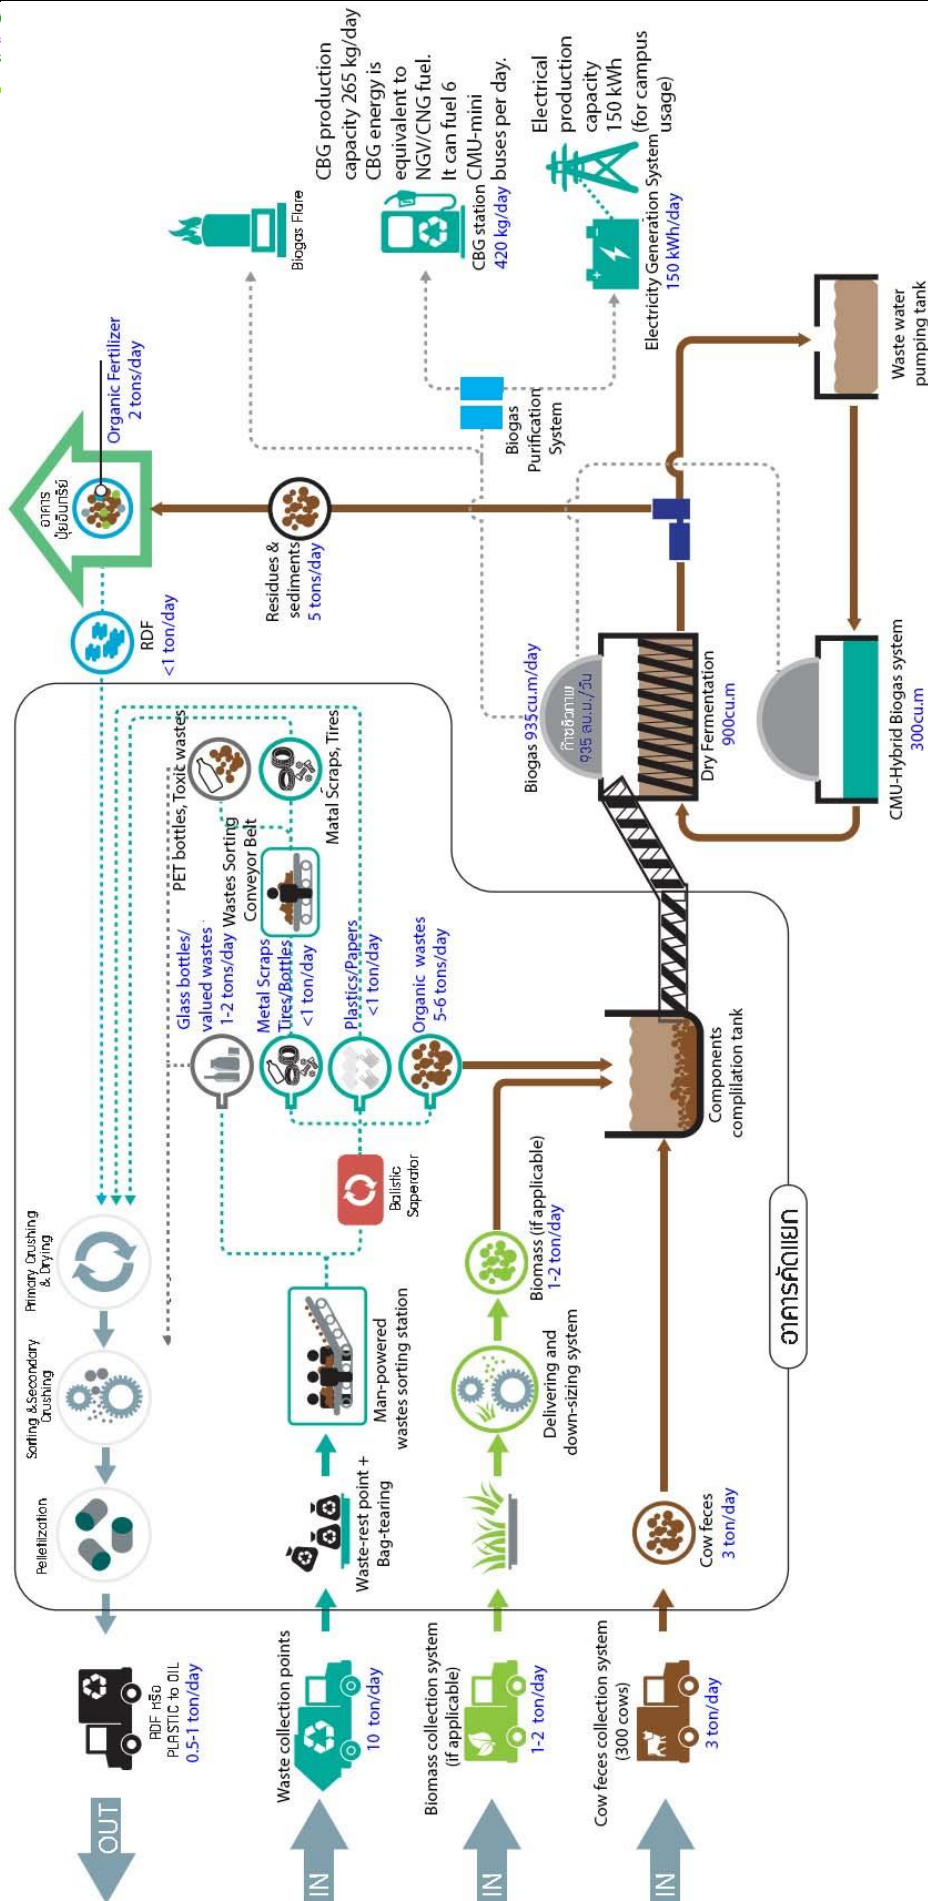 OUT
RDF หรือ
PLASTIC to OIL
0.5-1 ton/day
Pelletilzation
Sorting &Secondary
Crushing
Primary Crushing
& Drying
RDF
<1 ton/day
อาคาร
ปุ๋ยอินทรีย์
Organic Fertilizer
2 tons/day
IN
Waste collection points
10 ton/day
Waste-rest point +
Bag-tearing
Man-powered
wastes sorting station
Ballistic
Saperator
Glass bottles/
valued wastes
1-2 tons/day
Metal Scraps
Tires/Bottles
<1 ton/day
Plastics/Papers
<1 ton/day
Organic wastes
5-6 tons/day
Wastes Sorting
Conveyor Belt
PET bottles, Toxic wastes
Matal Scraps, Tires
Residues &
sediments
5 tons/day
Biogas Flare
CBG production
capacity 265 kg/day
CBG energy is
equivalent to
NGV/CNG fuel.
It can fuel 6
CMU-mini
buses per day.
CBG station
420 kg/day
Biogas
Purification
System
Electrical
production
capacity
150 kWh
(for campus
usage)
Electricity Generation System
150 kWh/day
IN
Biomass collection system
(if applicable)
1-2 ton/day
Delivering and
down-sizing system
Biomass (if applicable)
1-2 ton/day
IN
Cow feces collection system
(300 cows)
3 ton/day
Cow feces
3 ton/day
Components
complilation tank
Biogas 935cu.m/day
ก๊าซชีวภาพ
935 ลบ.ม./วัน
Dry Fermentation
900cu.m
CMU-Hybrid Biogas system
300cu.m
Waste water
pumping tank
อาคารคัดแยก